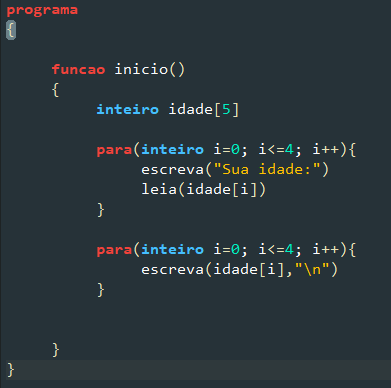 programa
{
funcao inicio()
{
inteiro idade[5]
para(inteiro i=0; i<=4; i++){
escreva("Sua idade:")
leia(idade[i])
}
para(inteiro i=0; i<=4; i++){
escreva(idade[i],"\n")
}
}
}